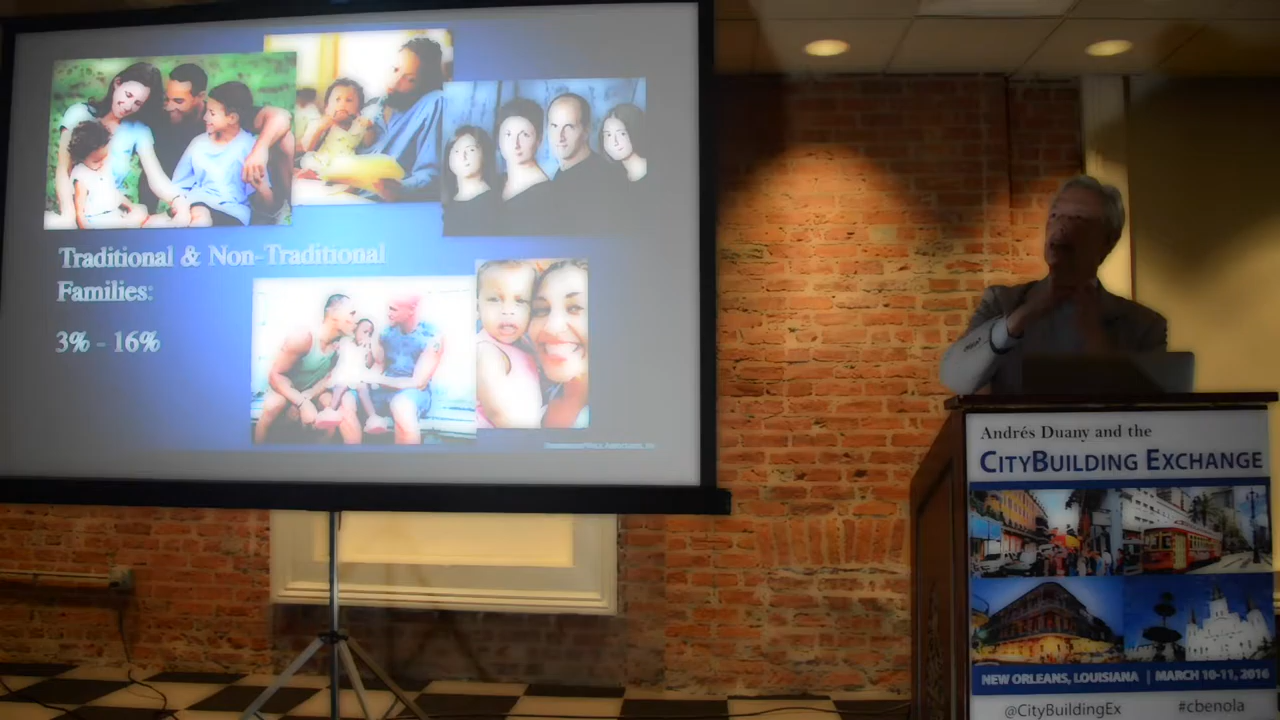 Traditional & Non-Traditional
Families:
3% - 16%
Andrés Duany and the
CITYBUILDING EXCHANGE
NEW ORLEANS, LOUISIANA | MARCH 10-11, 2016
@CityBuildingEx #cbenola